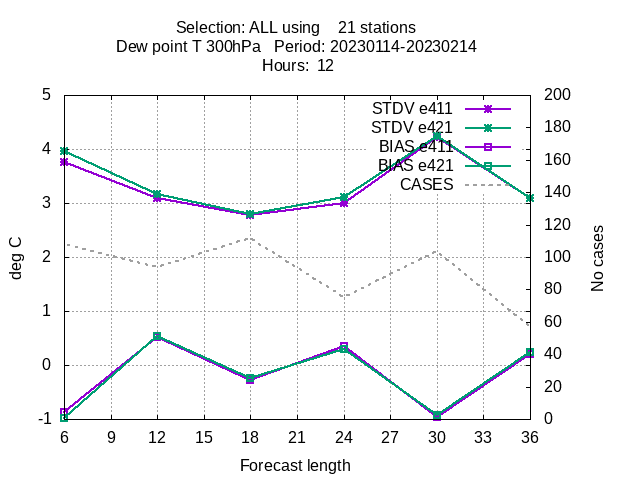 Selection: ALL using    21 stations
Dew point T 300hPa   Period: 20230114-20230214
Hours:  12
STDV e411
STDV e421
BIAS e411
BIAS e421
CASES
5
4
3
2
1
0
-1
deg C
200
180
160
140
120
100
80
60
40
20
0
No cases
6 9 12 15 18 21 24 27 30 33 36
Forecast length